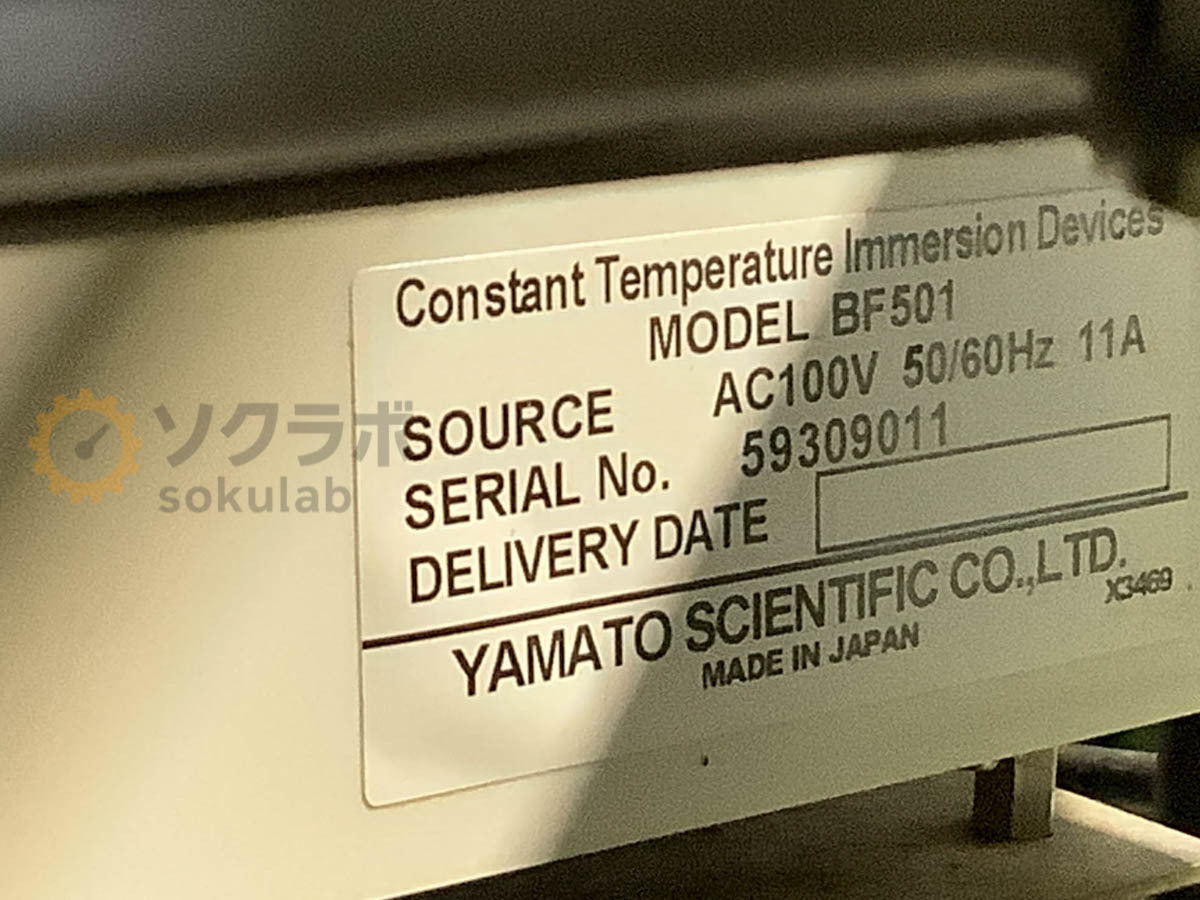 Constant Temperature Immersion Devices
MODEL BF501
SOURCE AC100V 50/60Hz 11A
SERIAL No. 59309011
DELIVERY DATE
YAMATO SCIENTIFIC CO.,LTD.
MADE IN JAPAN X3469
ソクラボ
sokulab